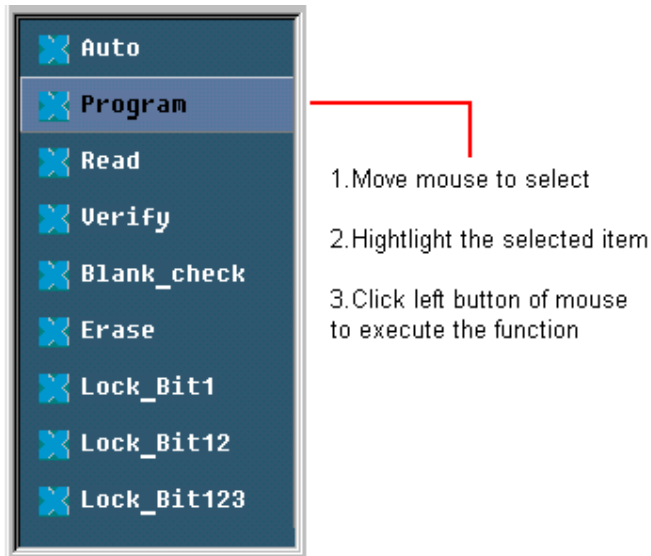 Auto
Program
Read
Verify
Blank_check
Erase
Lock_Bit1
Lock_Bit12
Lock_Bit123
1.Move mouse to select
2.Hightlight the selected item
3.Click left button of mouse
to execute the function